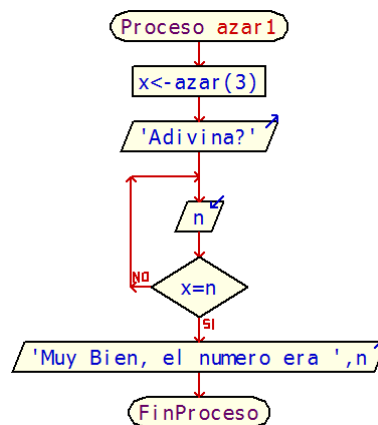 Proceso azar1
x<-azar(3)
'Adivina?'
n
x=n
NO
SI
'Muy Bien, el numero era ',n
FinProceso